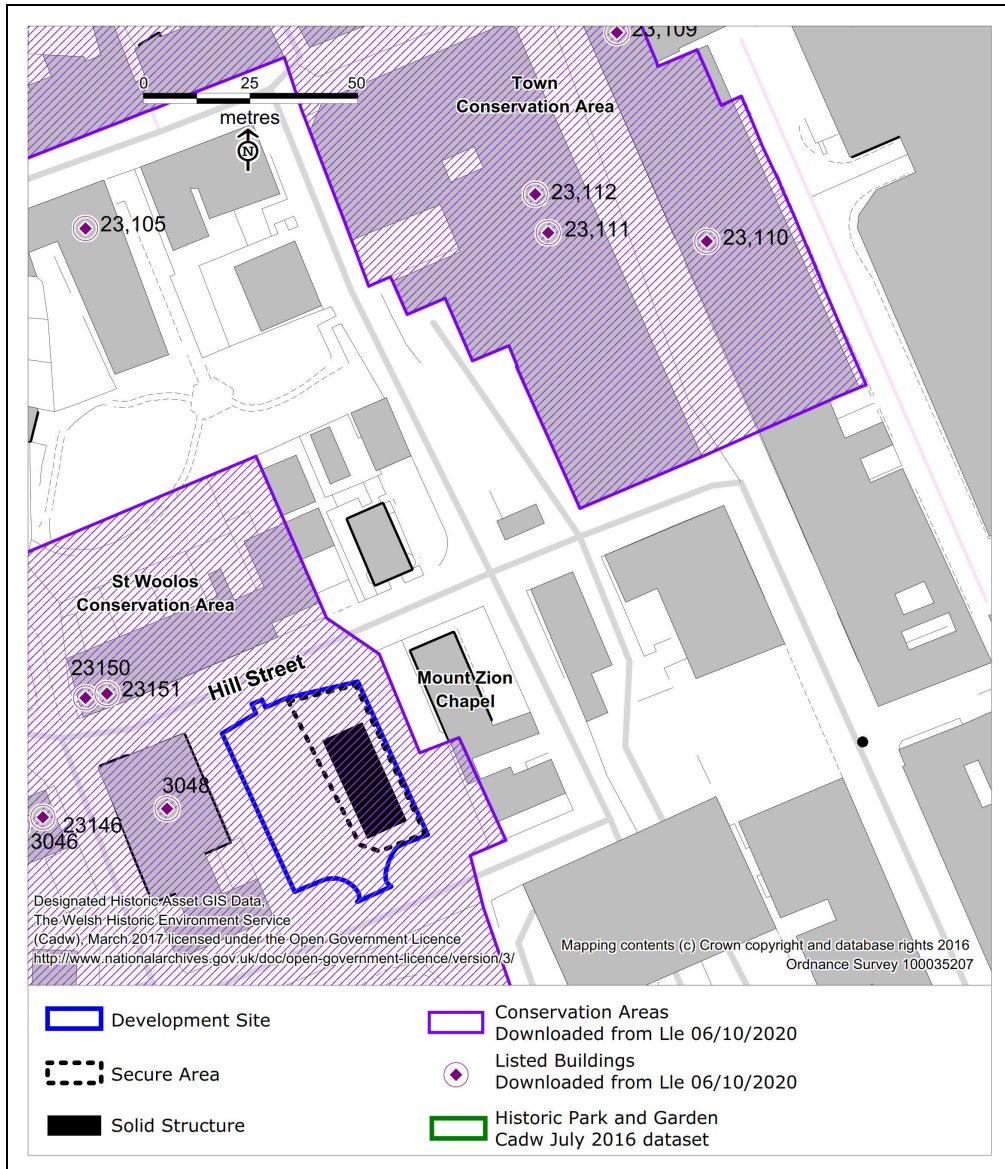 23,109
Town
Conservation Area
0 25 50
metres
N
23,112
23,111
23,110
23,105
St Woolos
Conservation Area
Hill Street
23150
23151
Mount Zion
Chapel
3048
23146
3046
Designated Historic Asset GIS Data,
The Welsh Historic Environment Service
(Cadw), March 2017 licensed under the Open Government Licence
http://www.nationalarchives.gov.uk/doc/open-government-licence/version/3/
Mapping contents (c) Crown copyright and database rights 2016
Ordnance Survey 100035207
Development Site
Secure Area
Solid Structure
Conservation Areas
Downloaded from Lle 06/10/2020
Listed Buildings
Downloaded from Lle 06/10/2020
Historic Park and Garden
Cadw July 2016 dataset